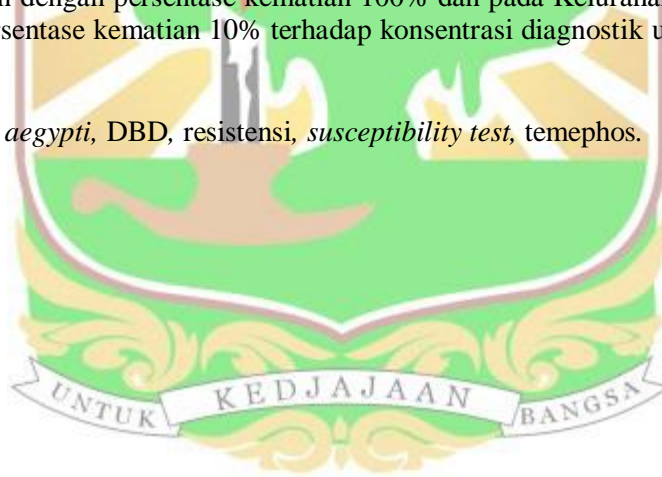 dengan persentase kematian 100% dan pada Kelurahan
sentase kematian 10% terhadap konsentrasi diagnostik
aegypti, DBD, resistensi, susceptibility test, temephos.
UNTUK KEDJAJAAN BANGSA